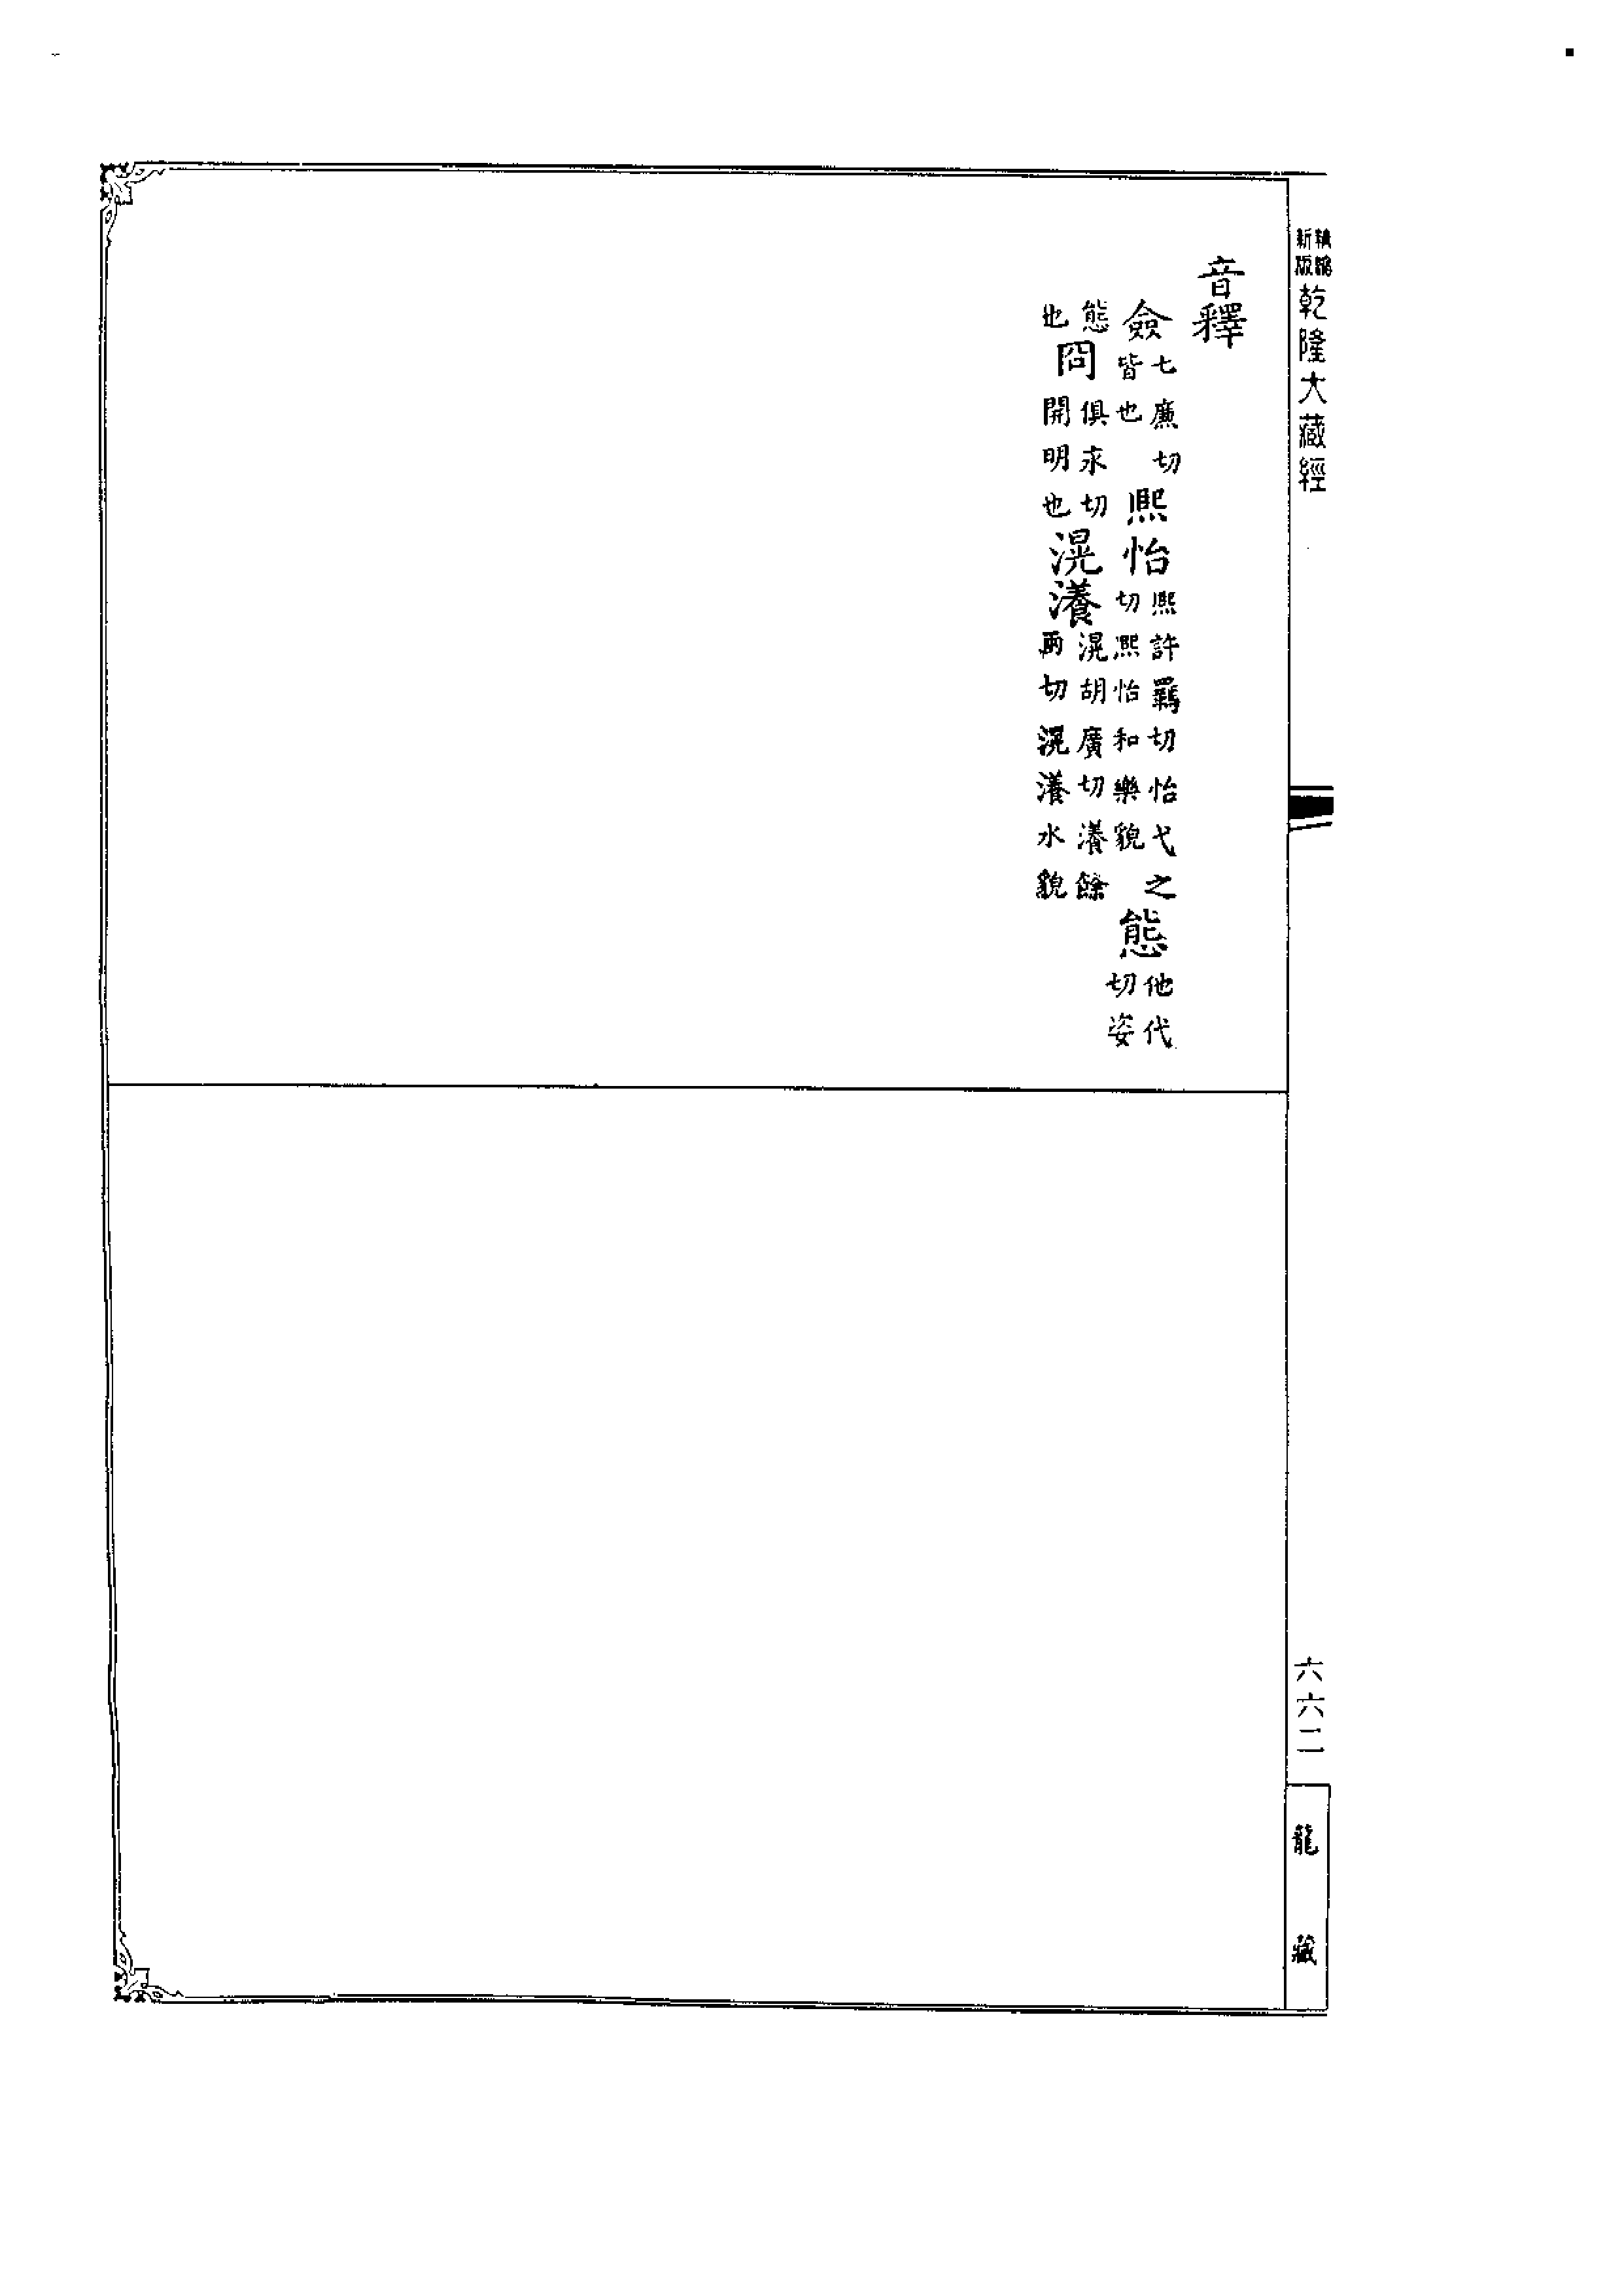 新版
乾隆大藏經
音釋
僉七廉切皆也 熙怡熙許羈切怡弋之切熙怡和樂貌 態他代切姿
態也 冏俱永切開明也 滉瀁滉胡廣切瀁餘兩切滉瀁水貌
六六二
龍藏